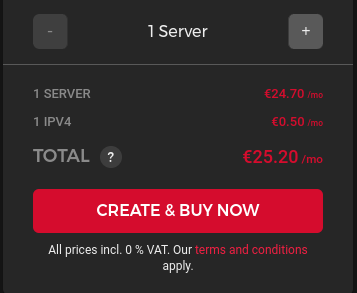 - 1 Server +
1 SERVER €24.70 /mo
1 IPV4 €0.50 /mo
TOTAL ? €25.20 /mo
CREATE & BUY NOW
All prices incl. 0 % VAT. Our terms and conditions
apply.